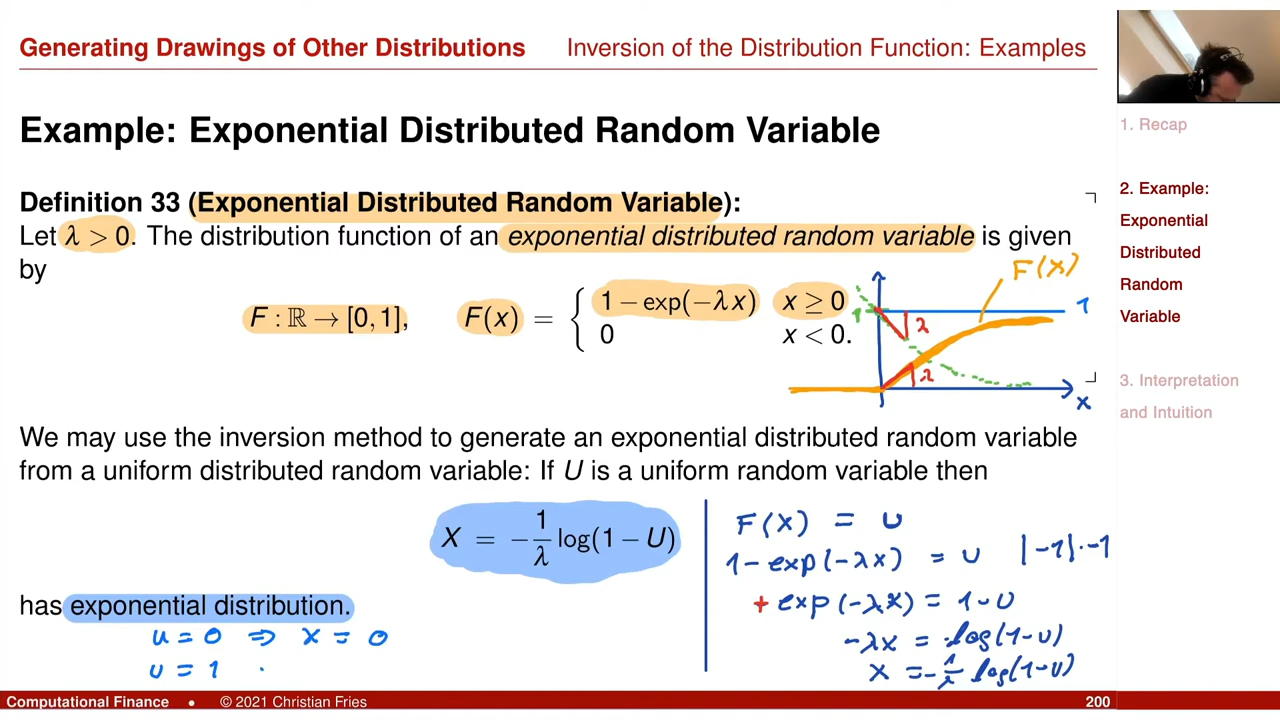 Generating Drawings of Other Distributions Inversion of the Distribution Function: Examples
Example: Exponential Distributed Random Variable
Definition 33 (Exponential Distributed Random Variable):
Let λ > 0. The distribution function of an exponential distributed random variable is given
by
F : ℝ → [0,1], F(x) = { 1 − exp(−λx) x ≥ 0
0 x < 0.
F(x)
1
1
λ
λ
x
We may use the inversion method to generate an exponential distributed random variable
from a uniform distributed random variable: If U is a uniform random variable then
X = −1/λ log(1 − U)
has exponential distribution.
u = 0 ⇒ x = 0
u = 1
F(x) = u
1 − exp(−λx) = u |−1|·−1
+ exp(−λx) = 1−u
−λx = log(1−u)
x = −1/λ log(1−u)
1. Recap
2. Example:
Exponential
Distributed
Random
Variable
3. Interpretation
and Intuition
Computational Finance • © 2021 Christian Fries 200